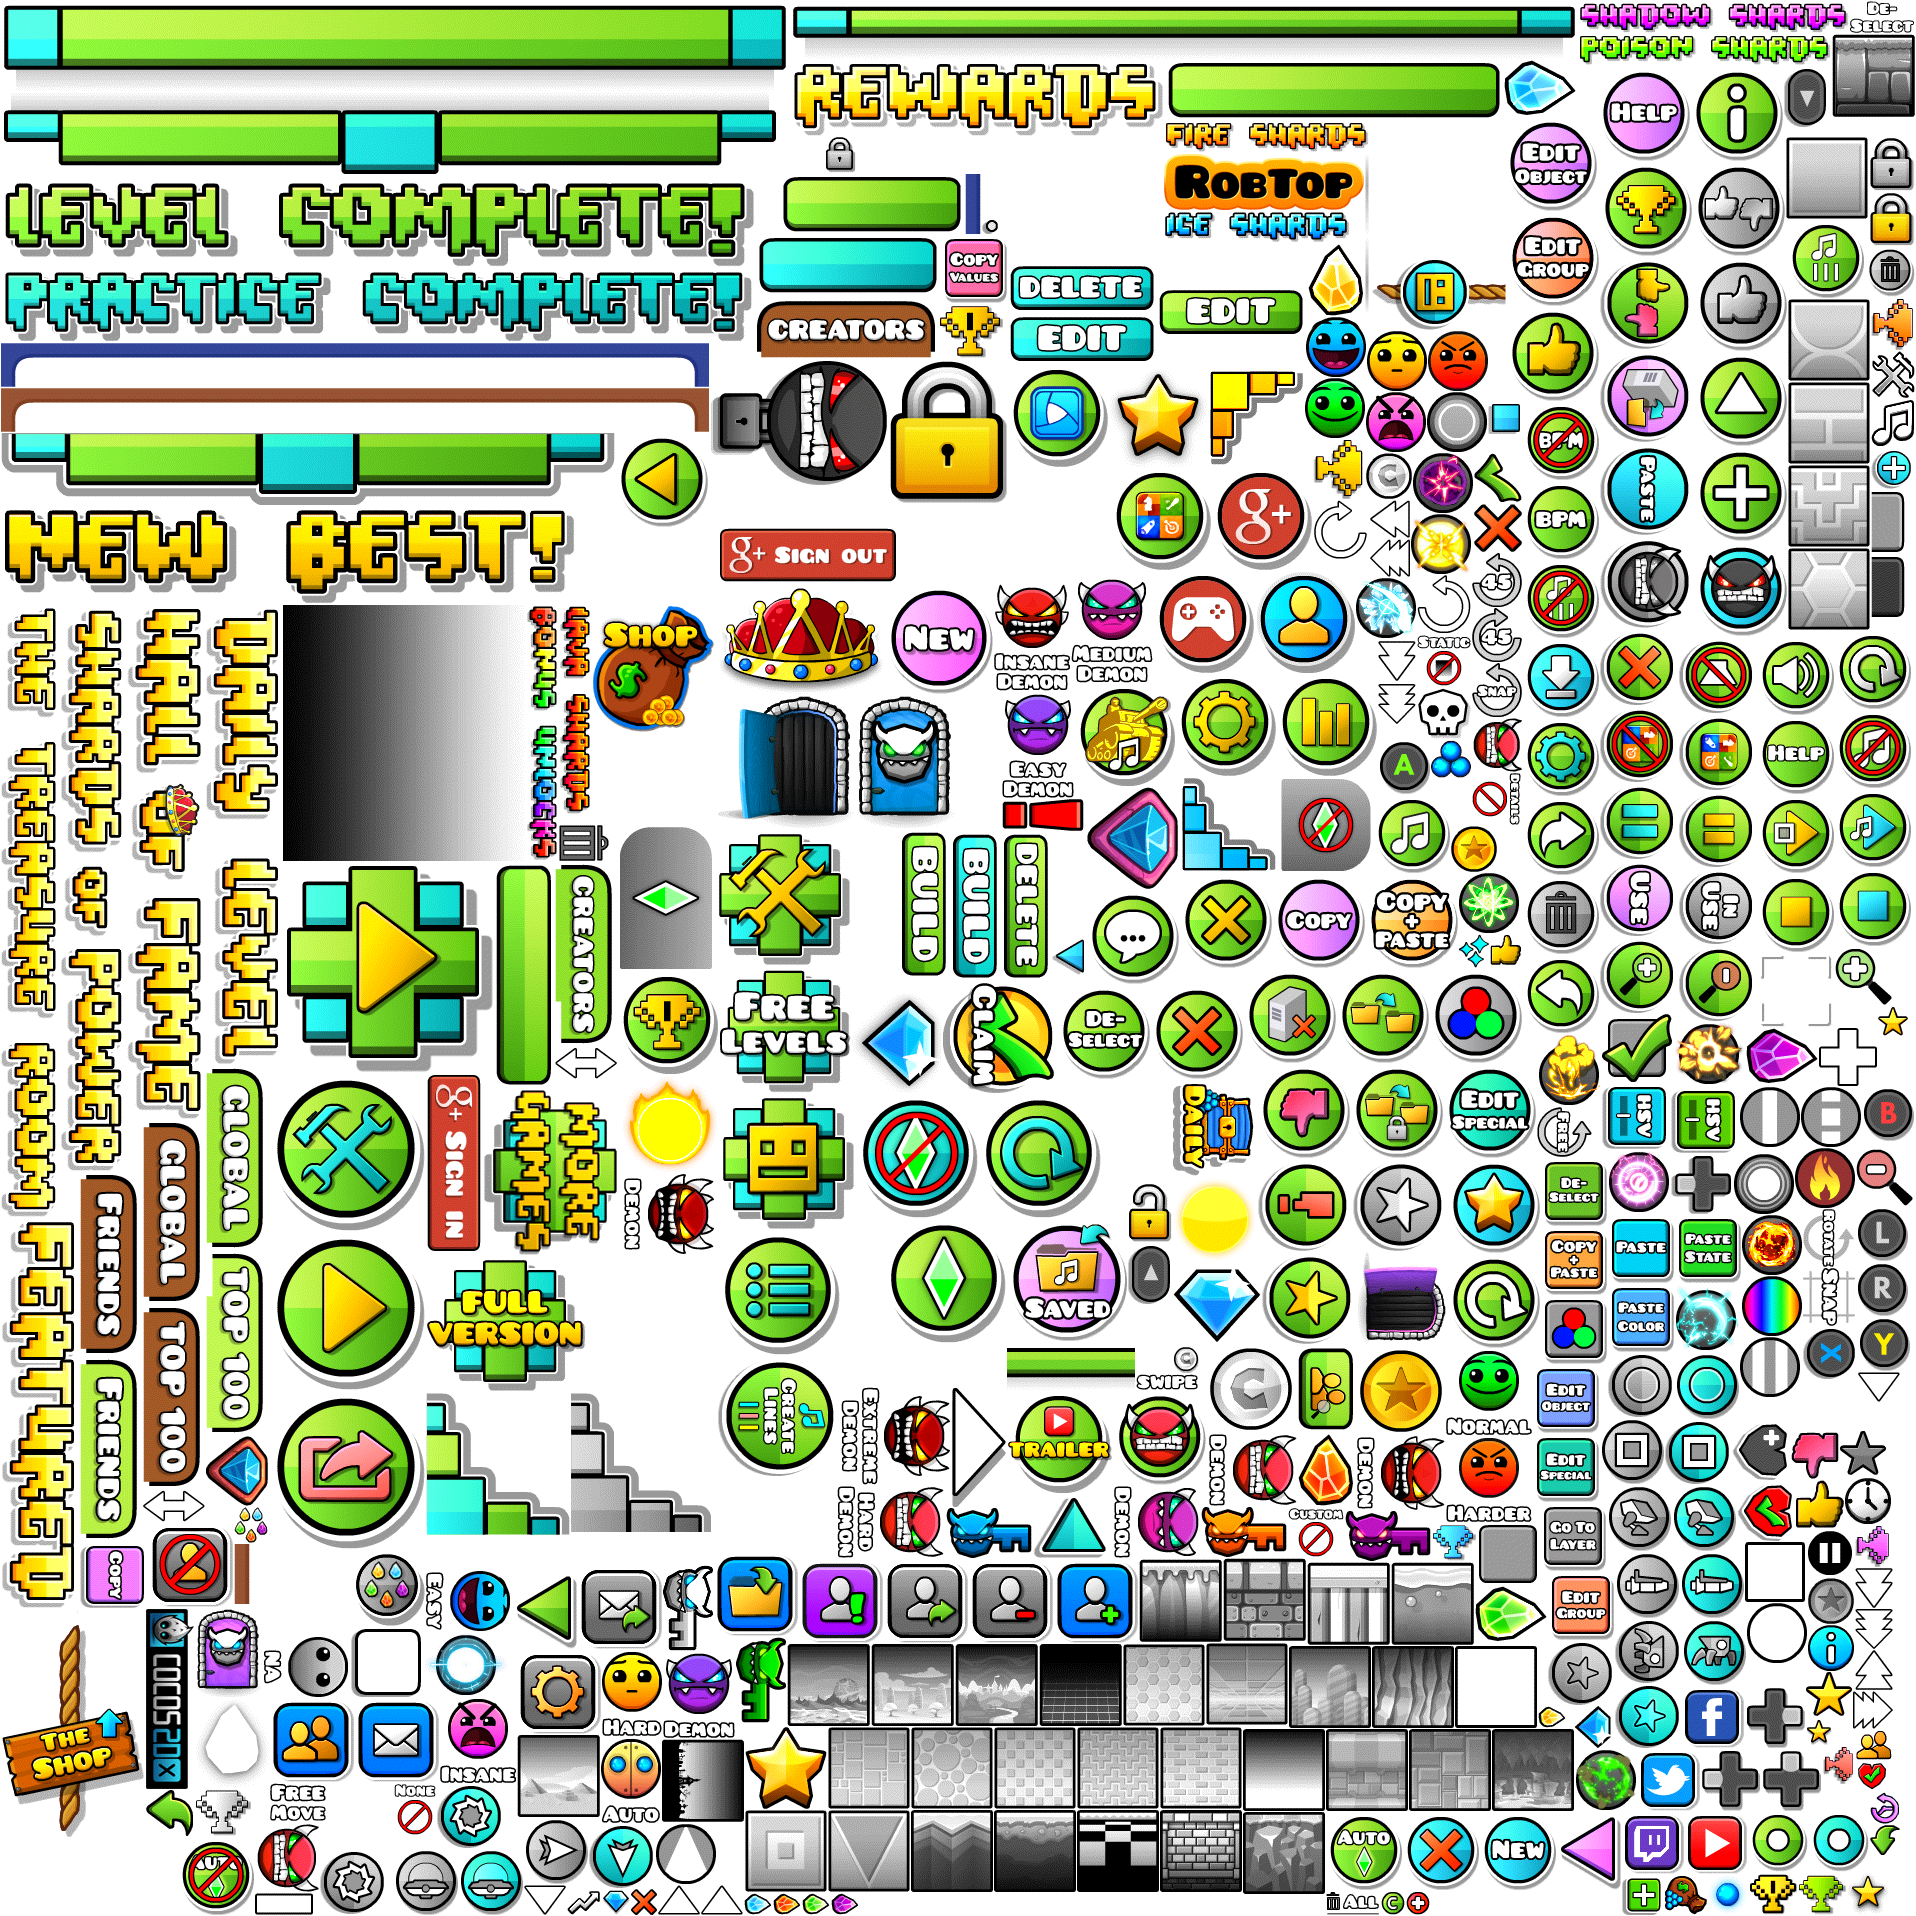 SHADOW SHARDS
POISON SHARDS
DE-
SELECT
REWARDS
FIRE SHARDS
ROBTOP
ICE SHARDS
HELP
EDIT
OBJECT
EDIT
GROUP
LEVEL COMPLETE!
PRACTICE COMPLETE!
COPY
VALUES
DELETE
EDIT
EDIT
CREATORS
BPM
BPM
PASTE
NEW BEST!
g+ SIGN OUT
g+
4.5
4.5
STATIC
SNAP
DETAILS
THE TREASURE ROOM
SHARDS OF POWER
HALL OF FAME
DAILY LEVEL
BONUS UNLOCKS
LAVA SHARDS
SHOP
NEW
INSANE
DEMON
MEDIUM
DEMON
EASY
DEMON
A
HELP
CREATORS
BUILD
BUILD
DELETE
COPY
COPY
+
PASTE
USE
IN
USE
FREE
LEVELS
CLAIM
DE-
SELECT
GLOBAL
GLOBAL
g+ SIGN IN
MORE
GAMES
DEMON
DAILY
EDIT
SPECIAL
FREE
HSV
HSV
B
DE-
SELECT
FRIENDS
TOP 100
TOP 100
FRIENDS
FEATURED
FULL
VERSION
SAVED
COPY
+
PASTE
PASTE
PASTE
STATE
PASTE
COLOR
ROTATE
SNAP
L
R
X
Y
CREATE
LINES
EXTREME
DEMON
SWIPE
TRAILER
DEMON
DEMON
NORMAL
HARDER
EDIT
OBJECT
EDIT
SPECIAL
GO TO
LAYER
EDIT
GROUP
HARD
DEMON
DEMON
CUSTOM
COPY
EASY
NA
COCOS2DX
THE
SHOP
HARD
DEMON
INSANE
AUTO
FREE
MOVE
NONE
AUTO
NEW
ALL